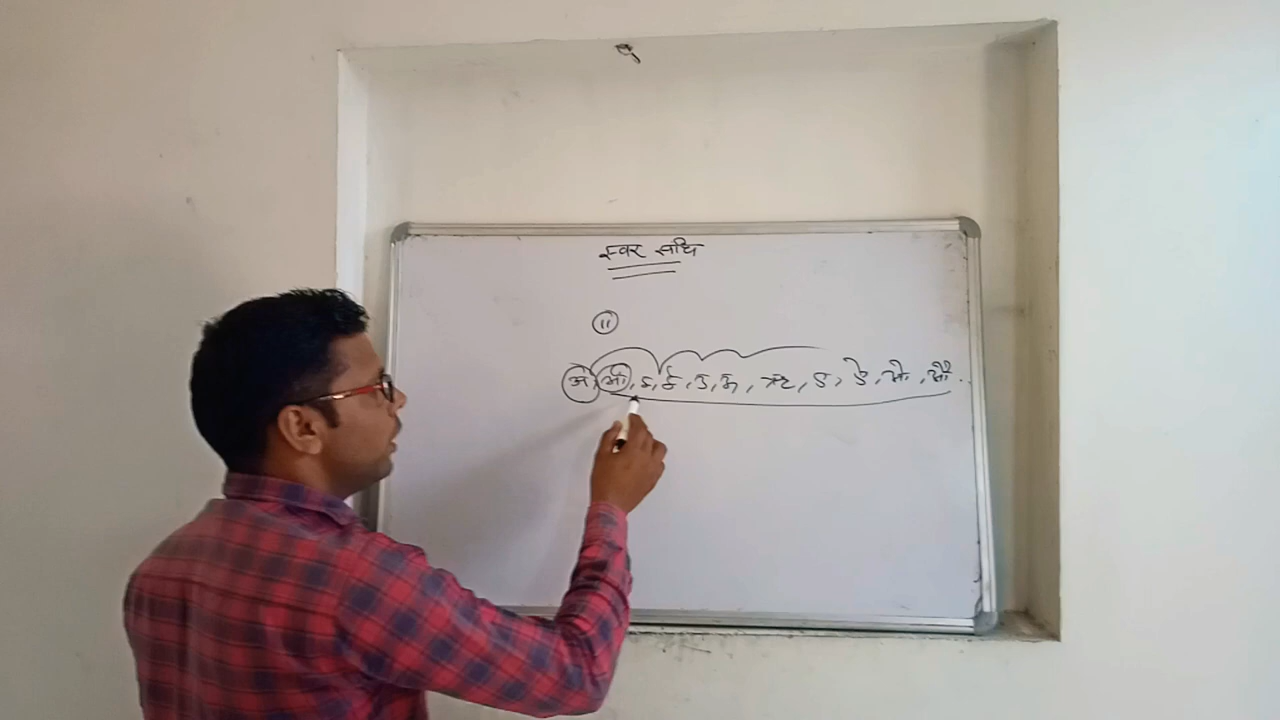 स्वर संधि
11
अ, आ, इ, ई, उ, ऊ, ऋ, ए, ऐ, ओ, औ.